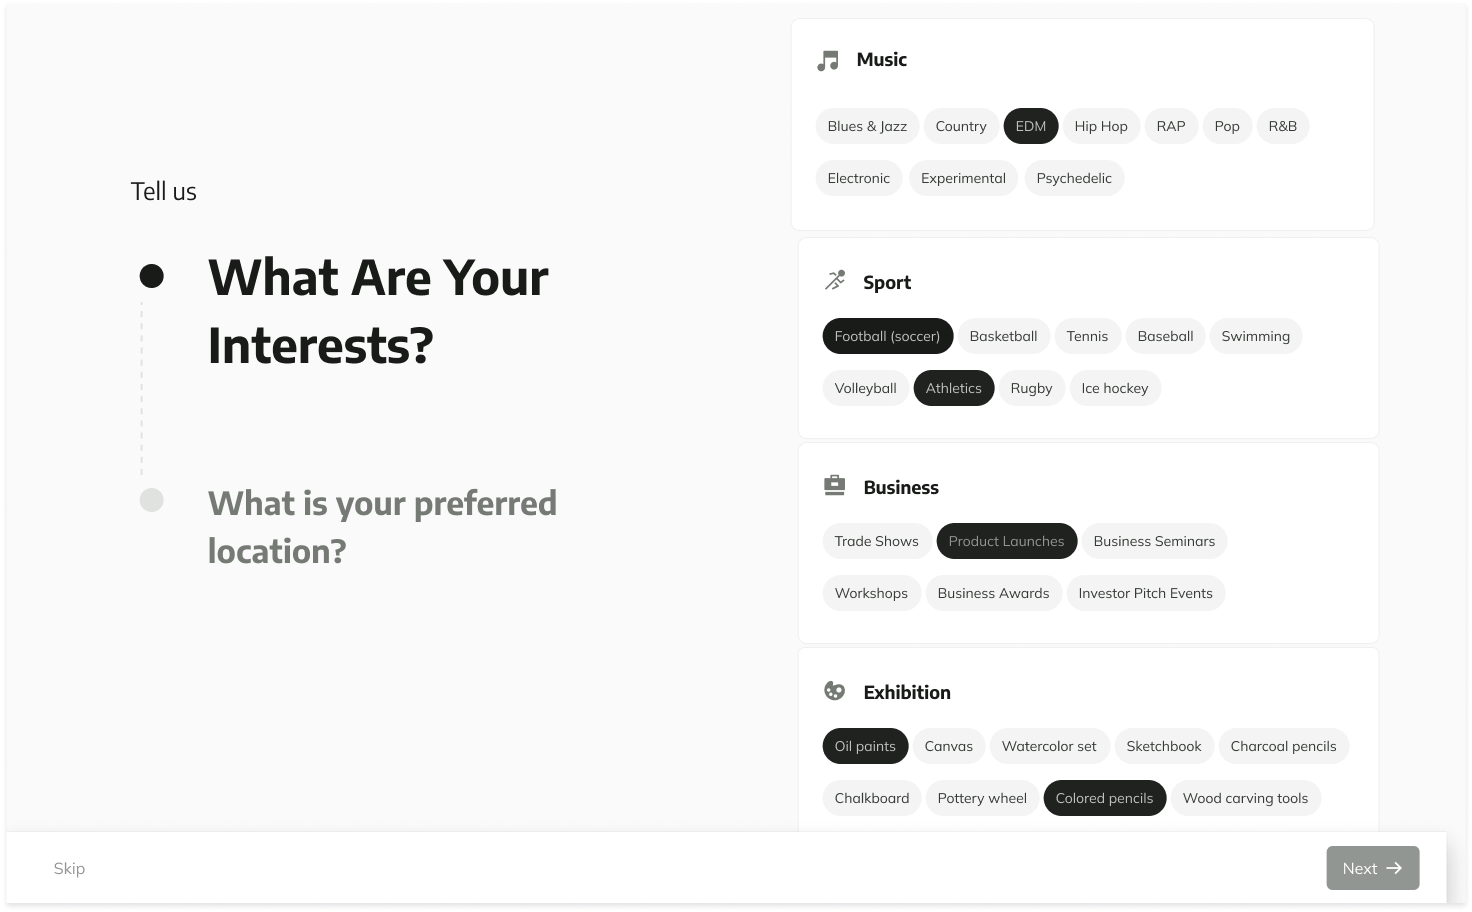 Tell us
What Are Your
Interests?
What is your preferred
location?
Music
Blues & Jazz Country EDM Hip Hop RAP Pop R&B
Electronic Experimental Psychedelic
Sport
Football (soccer) Basketball Tennis Baseball Swimming
Volleyball Athletics Rugby Ice hockey
Business
Trade Shows Product Launches Business Seminars
Workshops Business Awards Investor Pitch Events
Exhibition
Oil paints Canvas Watercolor set Sketchbook Charcoal pencils
Chalkboard Pottery wheel Colored pencils Wood carving tools
Skip
Next